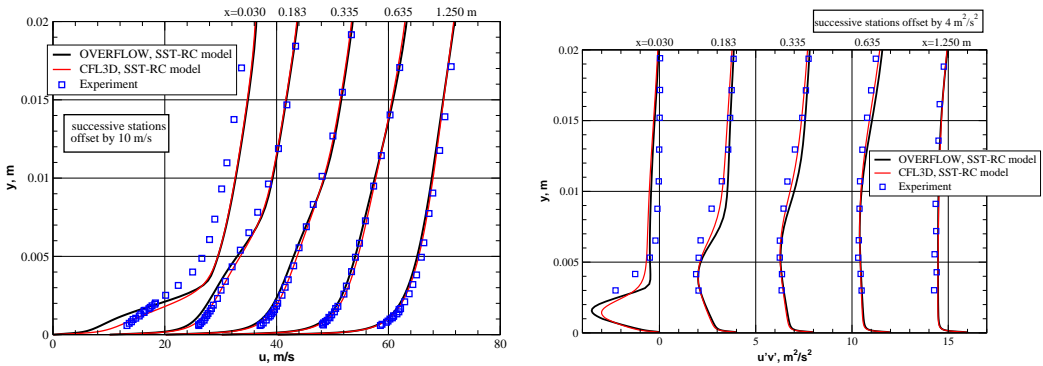 x=0.030 0.183 0.335 0.635 1.250 m
0.02
0.015
0.01
0.005
0
y, m
OVERFLOW, SST-RC model
CFL3D, SST-RC model
Experiment
successive stations
offset by 10 m/s
0 20 40 60 80
u, m/s
successive stations offset by 4 m²/s²
x=0.030 0.183 0.335 0.635 x=1.250 m
0.02
0.015
0.01
0.005
0
y, m
OVERFLOW, SST-RC model
CFL3D, SST-RC model
Experiment
0 5 10 15
u'v', m²/s²